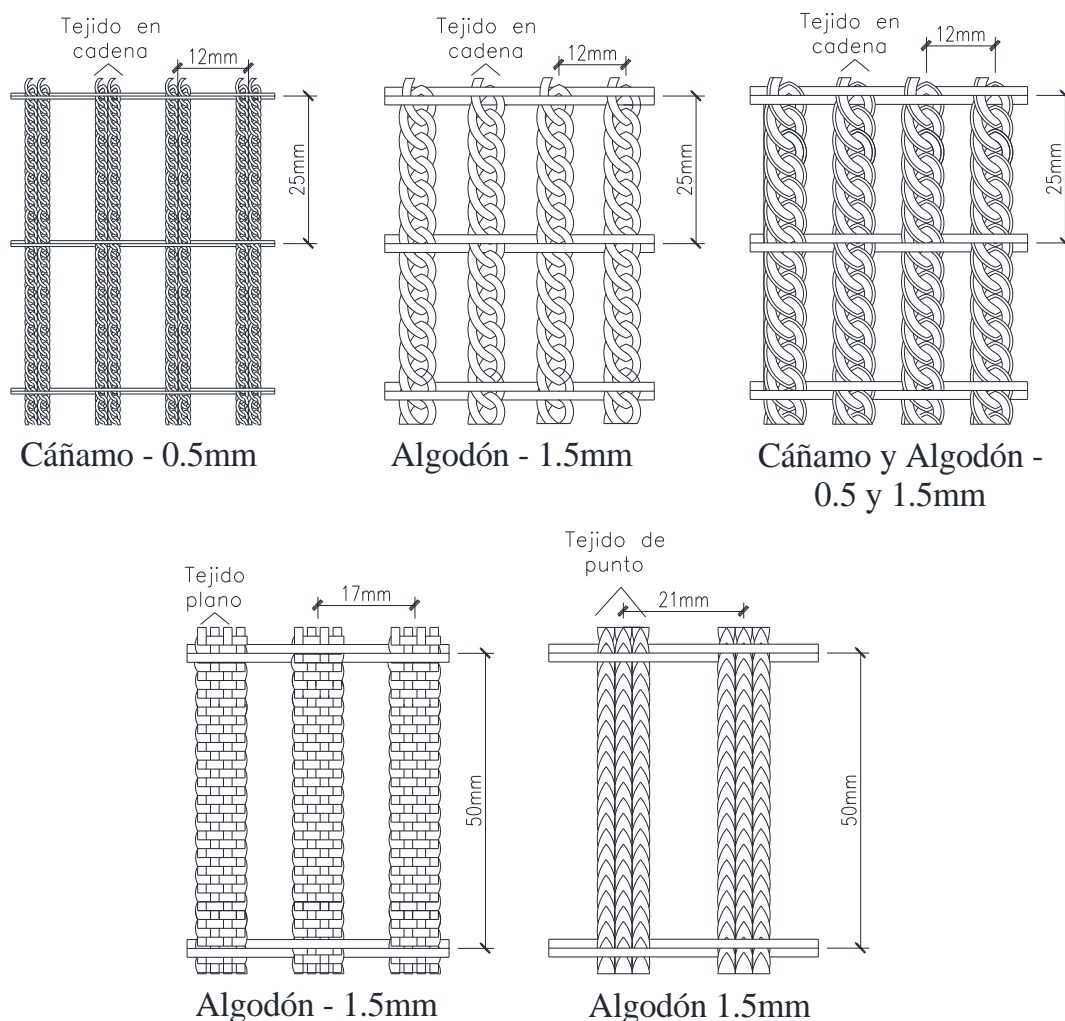 Tejido en
cadena
12mm
25mm
Cáñamo - 0.5mm
Tejido en
cadena
12mm
25mm
Algodón - 1.5mm
Tejido en
cadena
12mm
25mm
Cáñamo y Algodón -
0.5 y 1.5mm
Tejido
plano
17mm
50mm
Algodón - 1.5mm
Tejido de
punto
21mm
50mm
Algodón 1.5mm